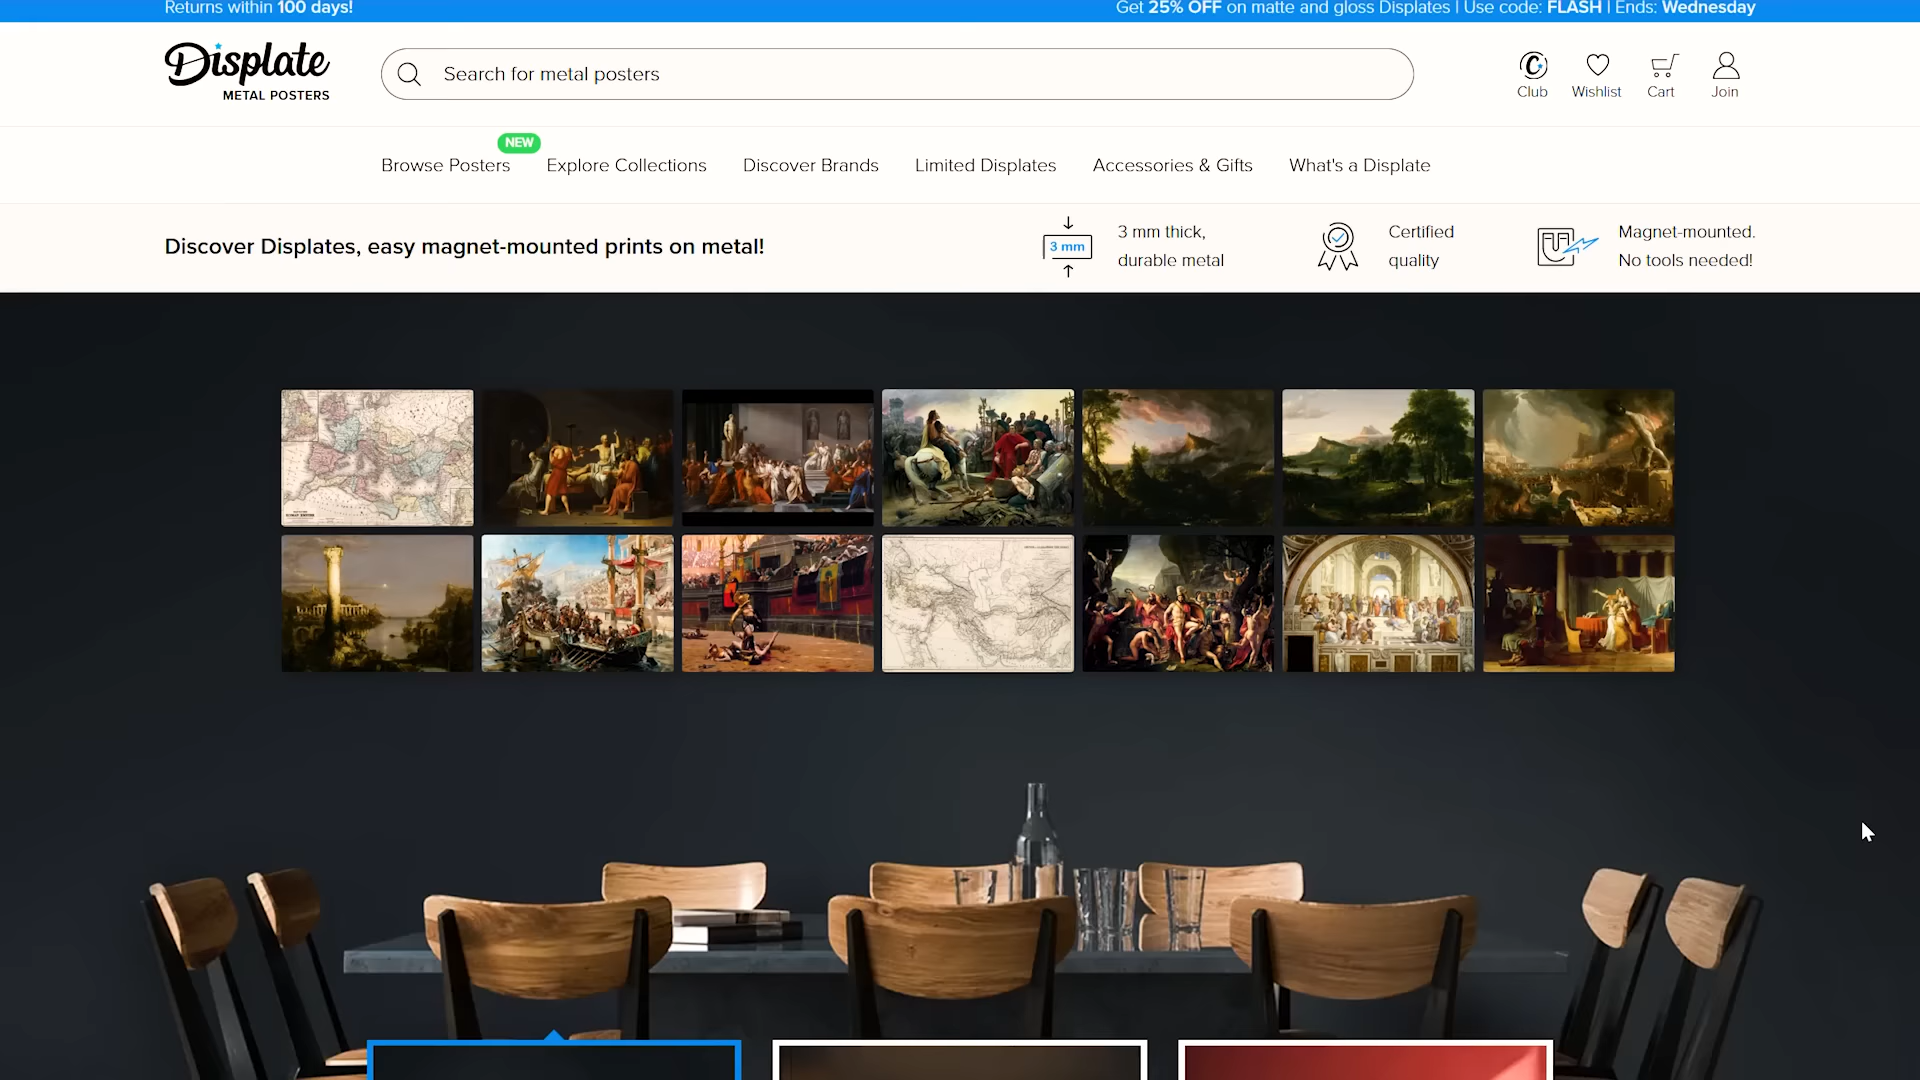 Returns within 100 days!
Get 25% OFF on matte and gloss Displates | Use code: FLASH | Ends: Wednesday
Displate
METAL POSTERS
Search for metal posters
Club
Wishlist
Cart
Join
NEW
Browse Posters
Explore Collections
Discover Brands
Limited Displates
Accessories & Gifts
What's a Displate
Discover Displates, easy magnet-mounted prints on metal!
3 mm
3 mm thick,
durable metal
Certified
quality
Magnet-mounted.
No tools needed!